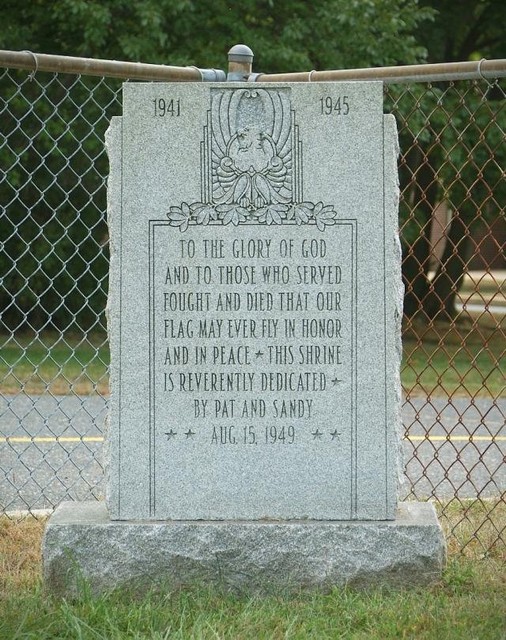 1941 1945
TO THE GLORY OF GOD
AND TO THOSE WHO SERVED
FOUGHT AND DIED THAT OUR
FLAG MAY EVER FLY IN HONOR
AND IN PEACE ★ THIS SHRINE
IS REVERENTLY DEDICATED ★
BY PAT AND SANDY
★ ★ AUG. 15, 1949 ★ ★